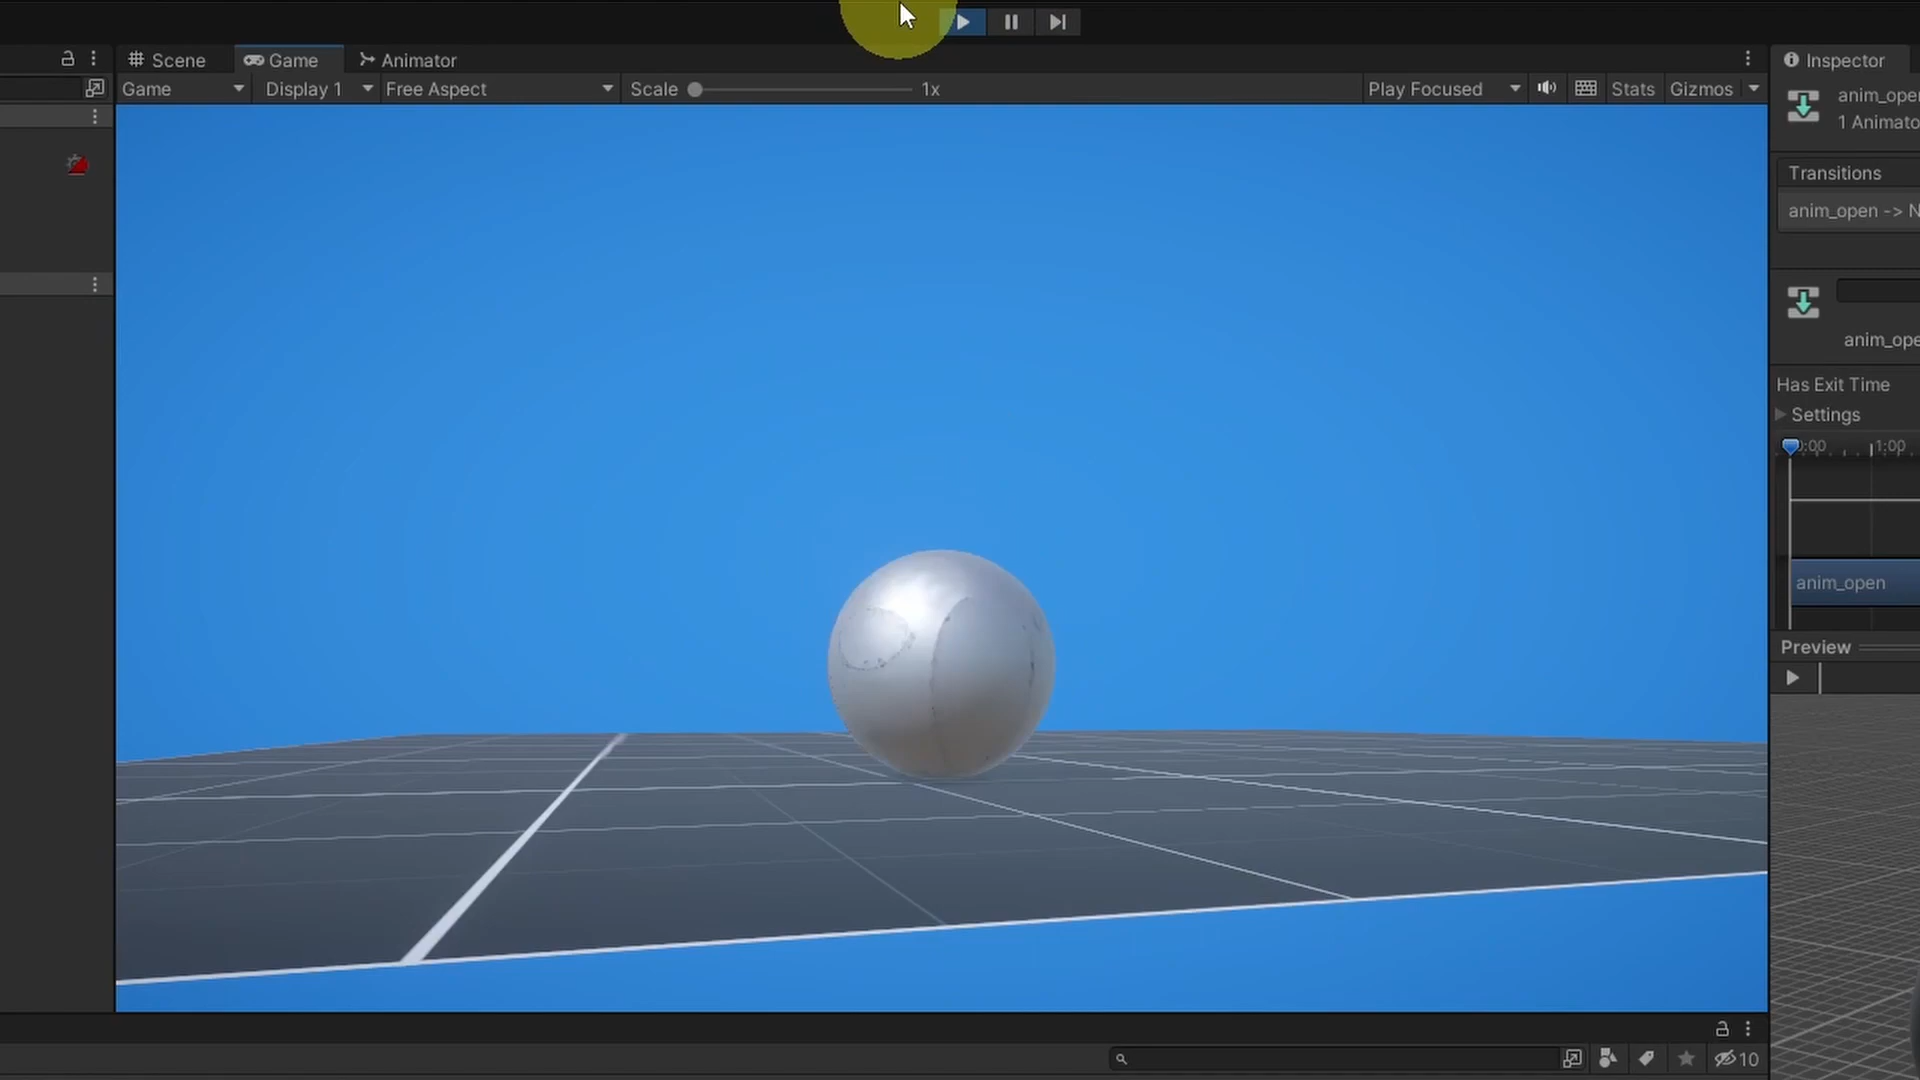 Scene Game Animator Inspector
Game Display 1 Free Aspect Scale 1x Play Focused Stats Gizmos
anim_ope
1 Animato
Transitions
anim_open -> N
anim_ope
Has Exit Time
Settings
0:00 1:00
anim_open
Preview
10